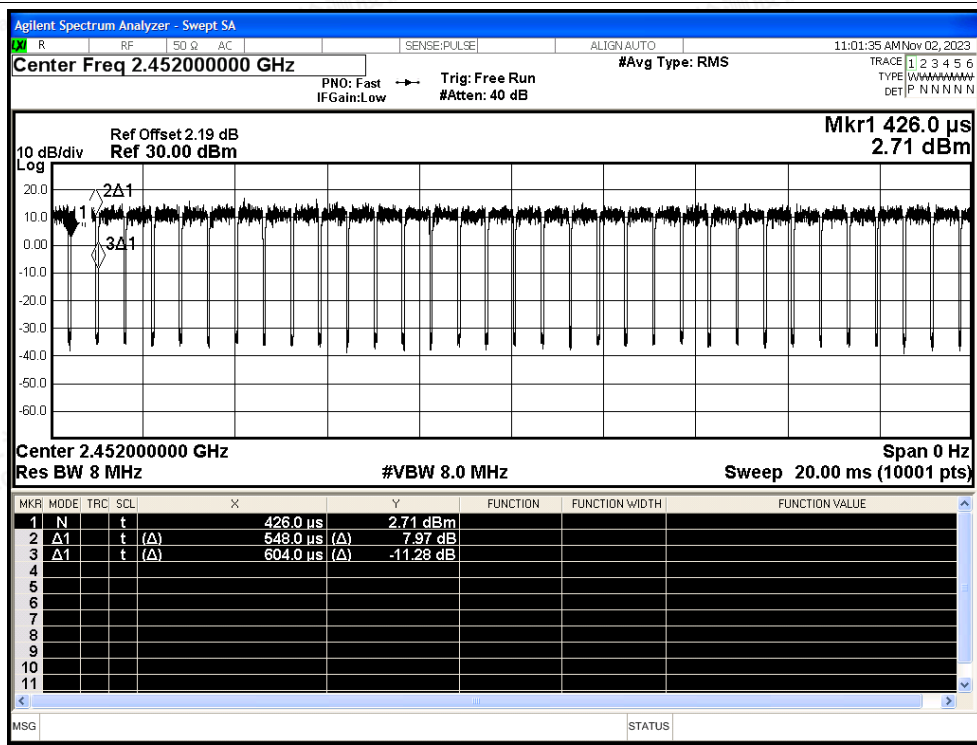 Agilent Spectrum Analyzer - Swept SA
LXI R RF 50 Ω AC SENSE:PULSE ALIGN AUTO 11:01:35 AM Nov 02, 2023
Center Freq 2.452000000 GHz
PNO: Fast
IFGain:Low
Trig: Free Run
#Atten: 40 dB
#Avg Type: RMS
TRACE 1 2 3 4 5 6
TYPE
DET P N N N N N
Mkr1 426.0 µs
2.71 dBm
Ref Offset 2.19 dB
10 dB/div Ref 30.00 dBm
Log
20.0
10.0
0.00
-10.0
-20.0
-30.0
-40.0
-50.0
-60.0
2Δ1
1
3Δ1
Center 2.452000000 GHz Span 0 Hz
Res BW 8 MHz #VBW 8.0 MHz Sweep 20.00 ms (10001 pts)
MKR MODE TRC SCL X Y FUNCTION FUNCTION WIDTH FUNCTION VALUE
1 N t 426.0 µs 2.71 dBm
2 Δ1 t (Δ) 548.0 µs (Δ) 7.97 dB
3 Δ1 t (Δ) 604.0 µs (Δ) -11.28 dB
4
5
6
7
8
9
10
11
MSG STATUS